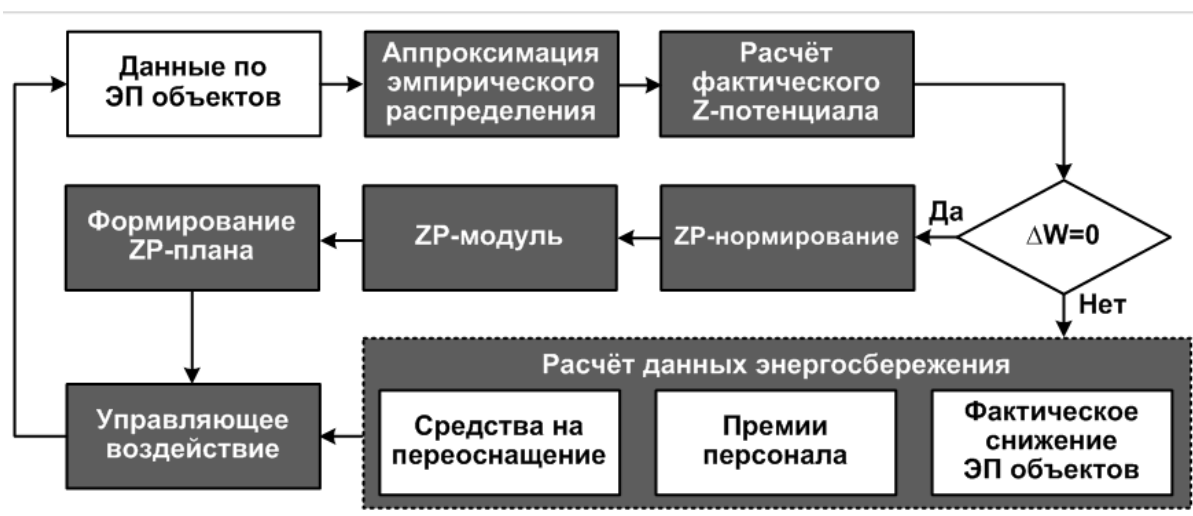 Данные по
ЭП объектов
Аппроксимация
эмпирического
распределения
Расчёт
фактического
Z-потенциала
Формирование
ZP-плана
ZP-модуль
ZP-нормирование
Да
∆W=0
Нет
Расчёт данных энергосбережения
Управляющее
воздействие
Средства на
переоснащение
Премии
персонала
Фактическое
снижение
ЭП объектов